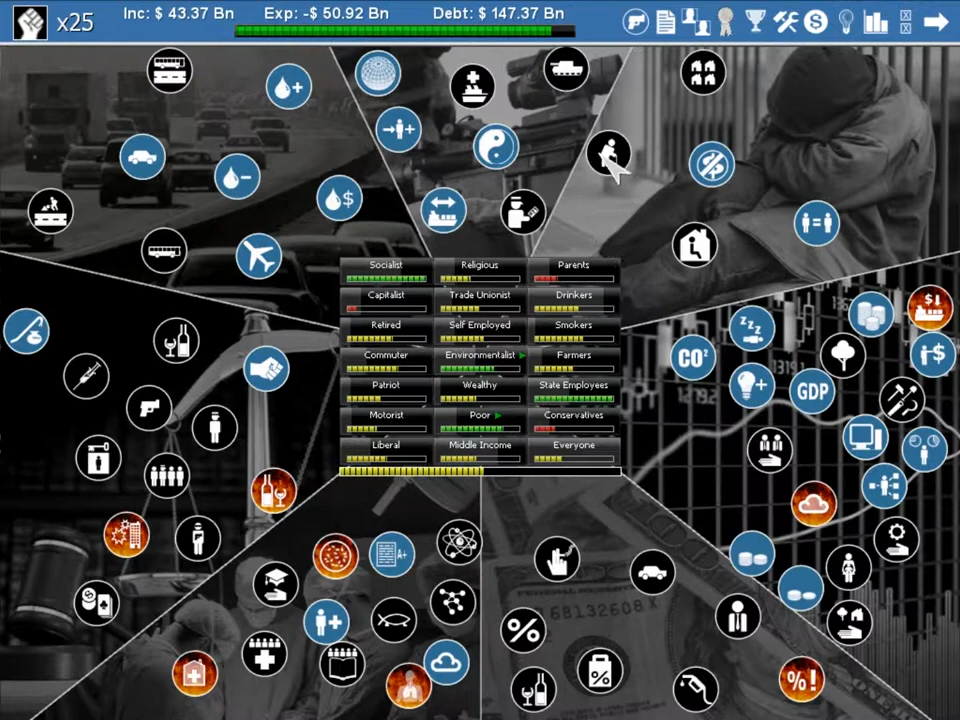 x25
Inc: $ 43.37 Bn Exp: -$ 50.92 Bn Debt: $ 147.37 Bn
Socialist Religious Parents
Capitalist Trade Unionist Drinkers
Retired Self Employed Smokers
Commuter Environmentalist Farmers
Patriot Wealthy State Employees
Motorist Poor Conservatives
Liberal Middle Income Everyone
$
$
zzz
CO²
GDP
$
$
A+
%
%!
68132608